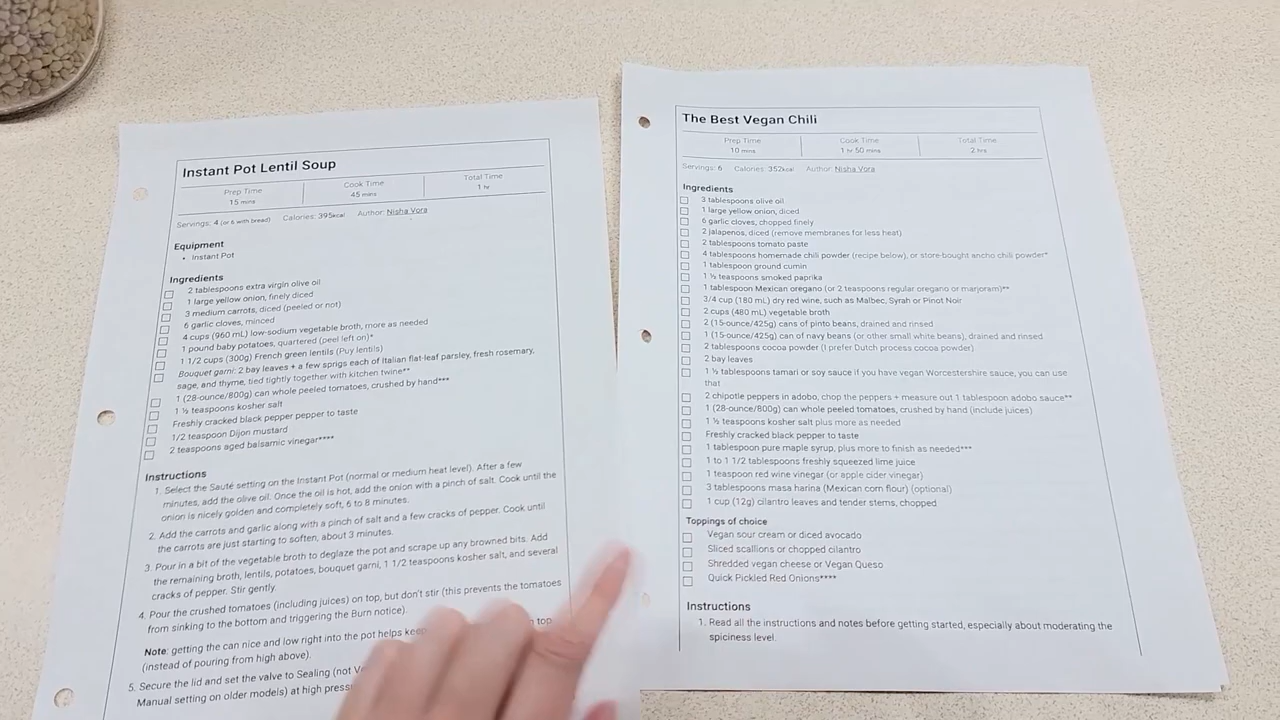 Instant Pot Lentil Soup
Prep Time
15 mins
Cook Time
45 mins
Total Time
1 hr
Servings: 4 (or 6 with bread) Calories: 395kcal Author: Nisha Vora
Equipment
• Instant Pot
Ingredients
2 tablespoons extra virgin olive oil
1 large yellow onion, finely diced
3 medium carrots, diced (peeled or not)
6 garlic cloves, minced
4 cups (960 mL) low-sodium vegetable broth, more as needed
1 pound baby potatoes, quartered (peel left on)*
1 1/2 cups (300g) French green lentils (Puy lentils)
Bouquet garni: 2 bay leaves + a few sprigs each of Italian flat-leaf parsley, fresh rosemary,
sage, and thyme, tied tightly together with kitchen twine**
1 (28-ounce/800g) can whole peeled tomatoes, crushed by hand***
1 ½ teaspoons kosher salt
Freshly cracked black pepper pepper to taste
1/2 teaspoon Dijon mustard
2 teaspoons aged balsamic vinegar****
Instructions
1. Select the Sauté setting on the Instant Pot (normal or medium heat level). After a few
minutes, add the olive oil. Once the oil is hot, add the onion with a pinch of salt. Cook until the
onion is nicely golden and completely soft, 6 to 8 minutes.
2. Add the carrots and garlic along with a pinch of salt and a few cracks of pepper. Cook until
the carrots are just starting to soften, about 3 minutes.
3. Pour in a bit of the vegetable broth to deglaze the pot and scrape up any browned bits. Add
the remaining broth, lentils, potatoes, bouquet garni, 1 1/2 teaspoons kosher salt, and several
cracks of pepper. Stir gently.
4. Pour the crushed tomatoes (including juices) on top, but don't stir (this prevents the tomatoes
from sinking to the bottom and triggering the Burn notice).
Note: getting the can nice and low right into the pot helps on top
(instead of pouring from high above).
5. Secure the lid and set the valve to Sealing (not
Manual setting on older models) at high
The Best Vegan Chili
Prep Time
10 mins
Cook Time
1 hr 50 mins
Total Time
2 hrs
Servings: 6 Calories: 352kcal Author: Nisha Vora
Ingredients
3 tablespoons olive oil
1 large yellow onion, diced
6 garlic cloves, chopped finely
2 jalapenos, diced (remove membranes for less heat)
2 tablespoons tomato paste
4 tablespoons homemade chili powder (recipe below), or store-bought ancho chili powder*
1 tablespoon ground cumin
1 ½ teaspoons smoked paprika
1 tablespoon Mexican oregano (or 2 teaspoons regular oregano or marjoram)**
3/4 cup (180 mL) dry red wine, such as Malbec, Syrah or Pinot Noir
2 cups (480 mL) vegetable broth
2 (15-ounce/425g) cans of pinto beans, drained and rinsed
1 (15-ounce/425g) can of navy beans (or other small white beans), drained and rinsed
2 tablespoons cocoa powder (I prefer Dutch process cocoa powder)
2 bay leaves
1 ½ tablespoons tamari or soy sauce if you have vegan Worcestershire sauce, you can use
that
2 chipotle peppers in adobo, chop the peppers + measure out 1 tablespoon adobo sauce**
1 (28-ounce/800g) can whole peeled tomatoes, crushed by hand (include juices)
1 ½ teaspoons kosher salt plus more as needed
Freshly cracked black pepper to taste
1 tablespoon pure maple syrup, plus more to finish as needed***
1 to 1 1/2 tablespoons freshly squeezed lime juice
1 teaspoon red wine vinegar (or apple cider vinegar)
3 tablespoons masa harina (Mexican corn flour) (optional)
1 cup (12g) cilantro leaves and tender stems, chopped
Toppings of choice
Vegan sour cream or diced avocado
Sliced scallions or chopped cilantro
Shredded vegan cheese or Vegan Queso
Quick Pickled Red Onions****
Instructions
1. Read all the instructions and notes before getting started, especially about moderating the
spiciness level.